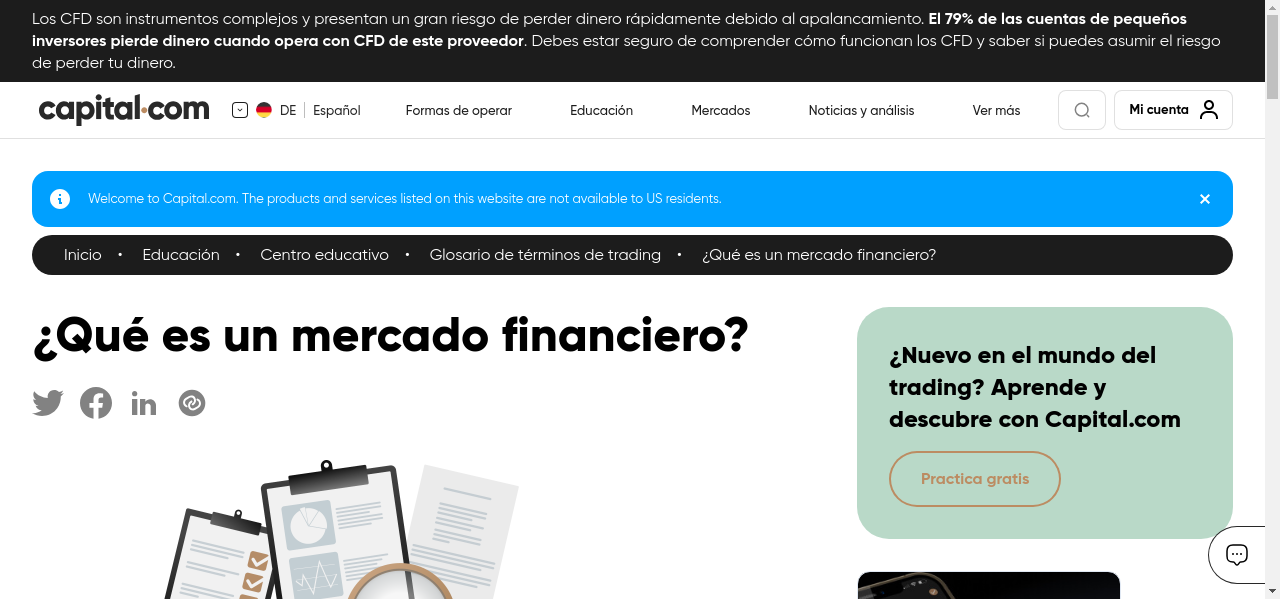 Los CFD son instrumentos complejos y presentan un gran riesgo de perder dinero rápidamente debido al apalancamiento. El 79% de las cuentas de pequeños
inversores pierde dinero cuando opera con CFD de este proveedor. Debes estar seguro de comprender cómo funcionan los CFD y saber si puedes asumir el riesgo
de perder tu dinero.
capital.com DE Español Formas de operar Educación Mercados Noticias y análisis Ver más Mi cuenta
Welcome to Capital.com. The products and services listed on this website are not available to US residents.
Inicio • Educación • Centro educativo • Glosario de términos de trading • ¿Qué es un mercado financiero?
¿Qué es un mercado financiero?
¿Nuevo en el mundo del
trading? Aprende y
descubre con Capital.com
Practica gratis